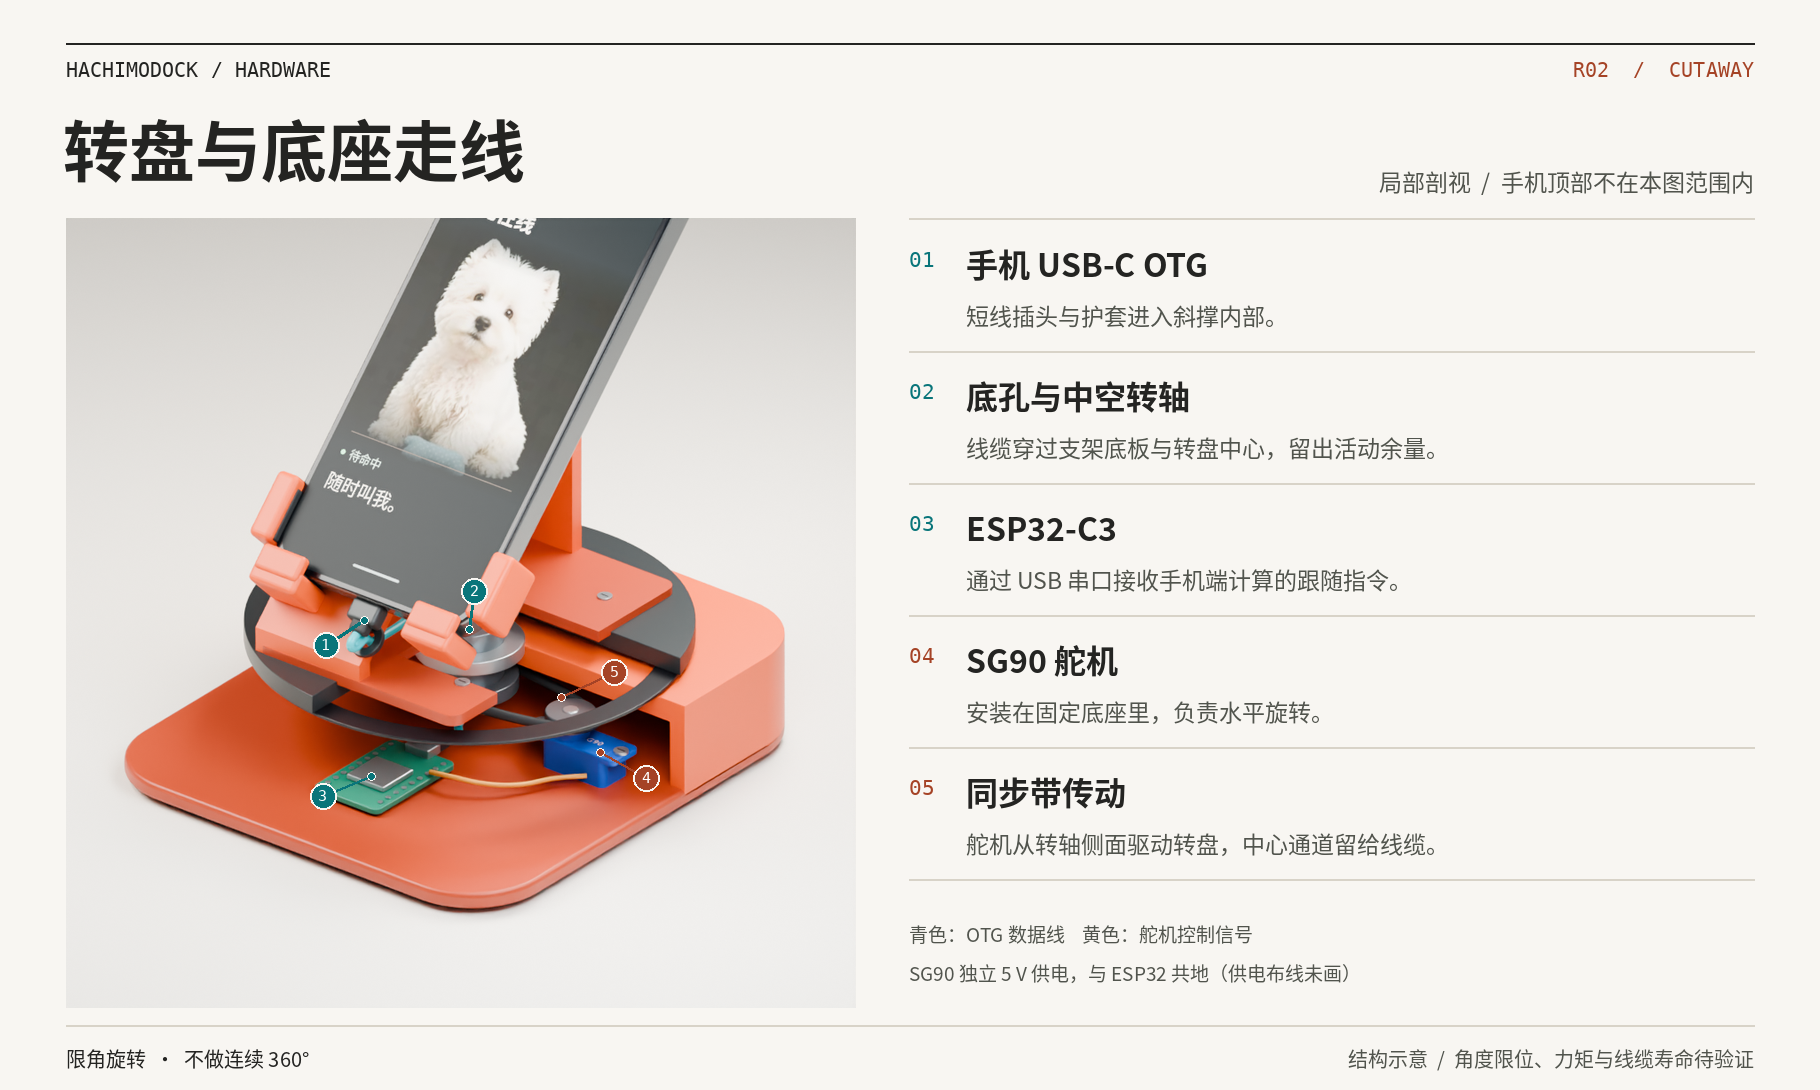 HACHIMODOCK / HARDWARE
R02 / CUTAWAY
转盘与底座走线
局部剖视 / 手机顶部不在本图范围内
在线
待命中
随时叫我。
1
2
3
4
5
01 手机 USB-C OTG
短线插头与护套进入斜撑内部。
02 底孔与中空转轴
线缆穿过支架底板与转盘中心，留出活动余量。
03 ESP32-C3
通过 USB 串口接收手机端计算的跟随指令。
04 SG90 舵机
安装在固定底座里，负责水平旋转。
05 同步带传动
舵机从转轴侧面驱动转盘，中心通道留给线缆。
青色：OTG 数据线 黄色：舵机控制信号
SG90 独立 5 V 供电，与 ESP32 共地（供电布线未画）
限角旋转 · 不做连续 360°
结构示意 / 角度限位、力矩与线缆寿命待验证